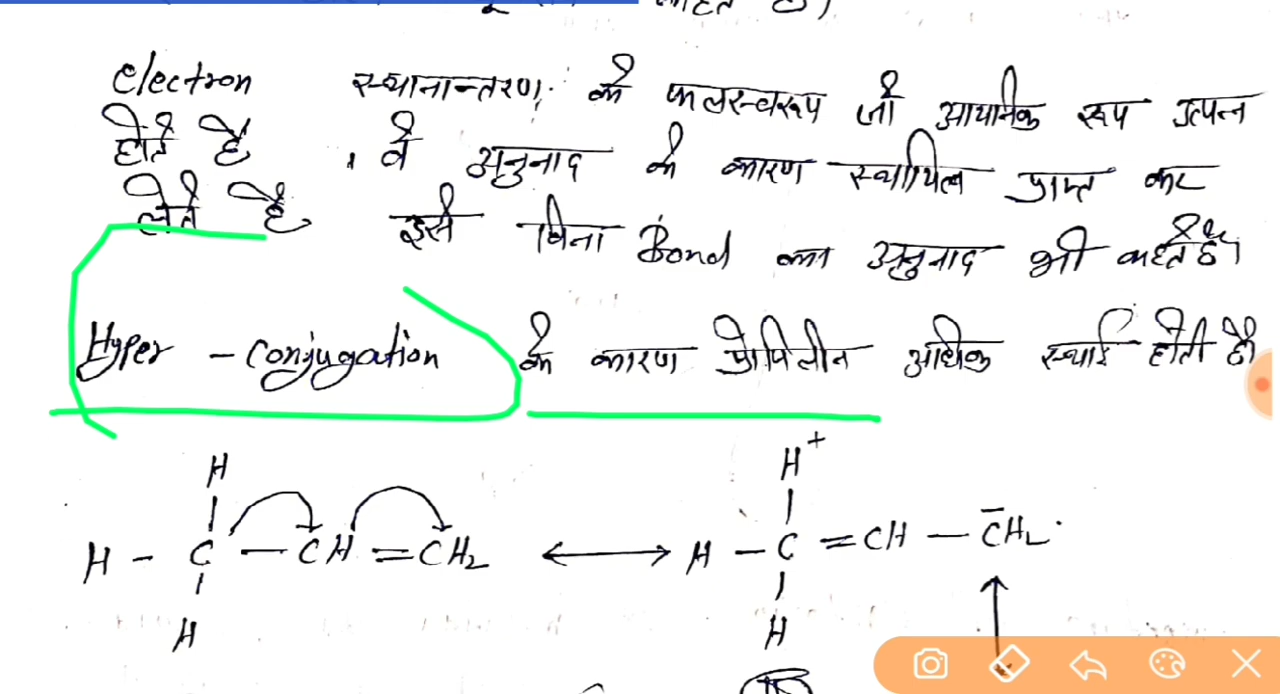 electron स्थानान्तरण के फलस्वरूप जो आयनिक रूप उत्पन्न
होते है, वे अनुनाद के कारण स्थायित्व प्राप्त कर
लेते है, इसे बिना Bond का अनुनाद भी कहते है।
Hyper - conjugation के कारण प्रोपिलीन अधिक स्थाई होती है।
H H+
H - C - CH = CH2 ↔ H - C = CH - C̅H2
H H